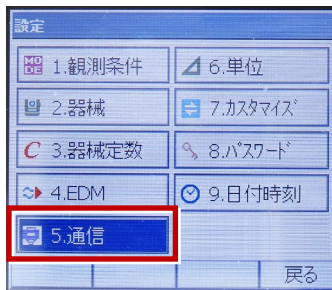 設定
MODE 1.観測条件
2.器械
C 3.器械定数
4.EDM
5.通信
6.単位
7.ｶｽﾀﾏｲｽﾞ
8.ﾊﾟｽﾜｰﾄﾞ
9.日付時刻
戻る